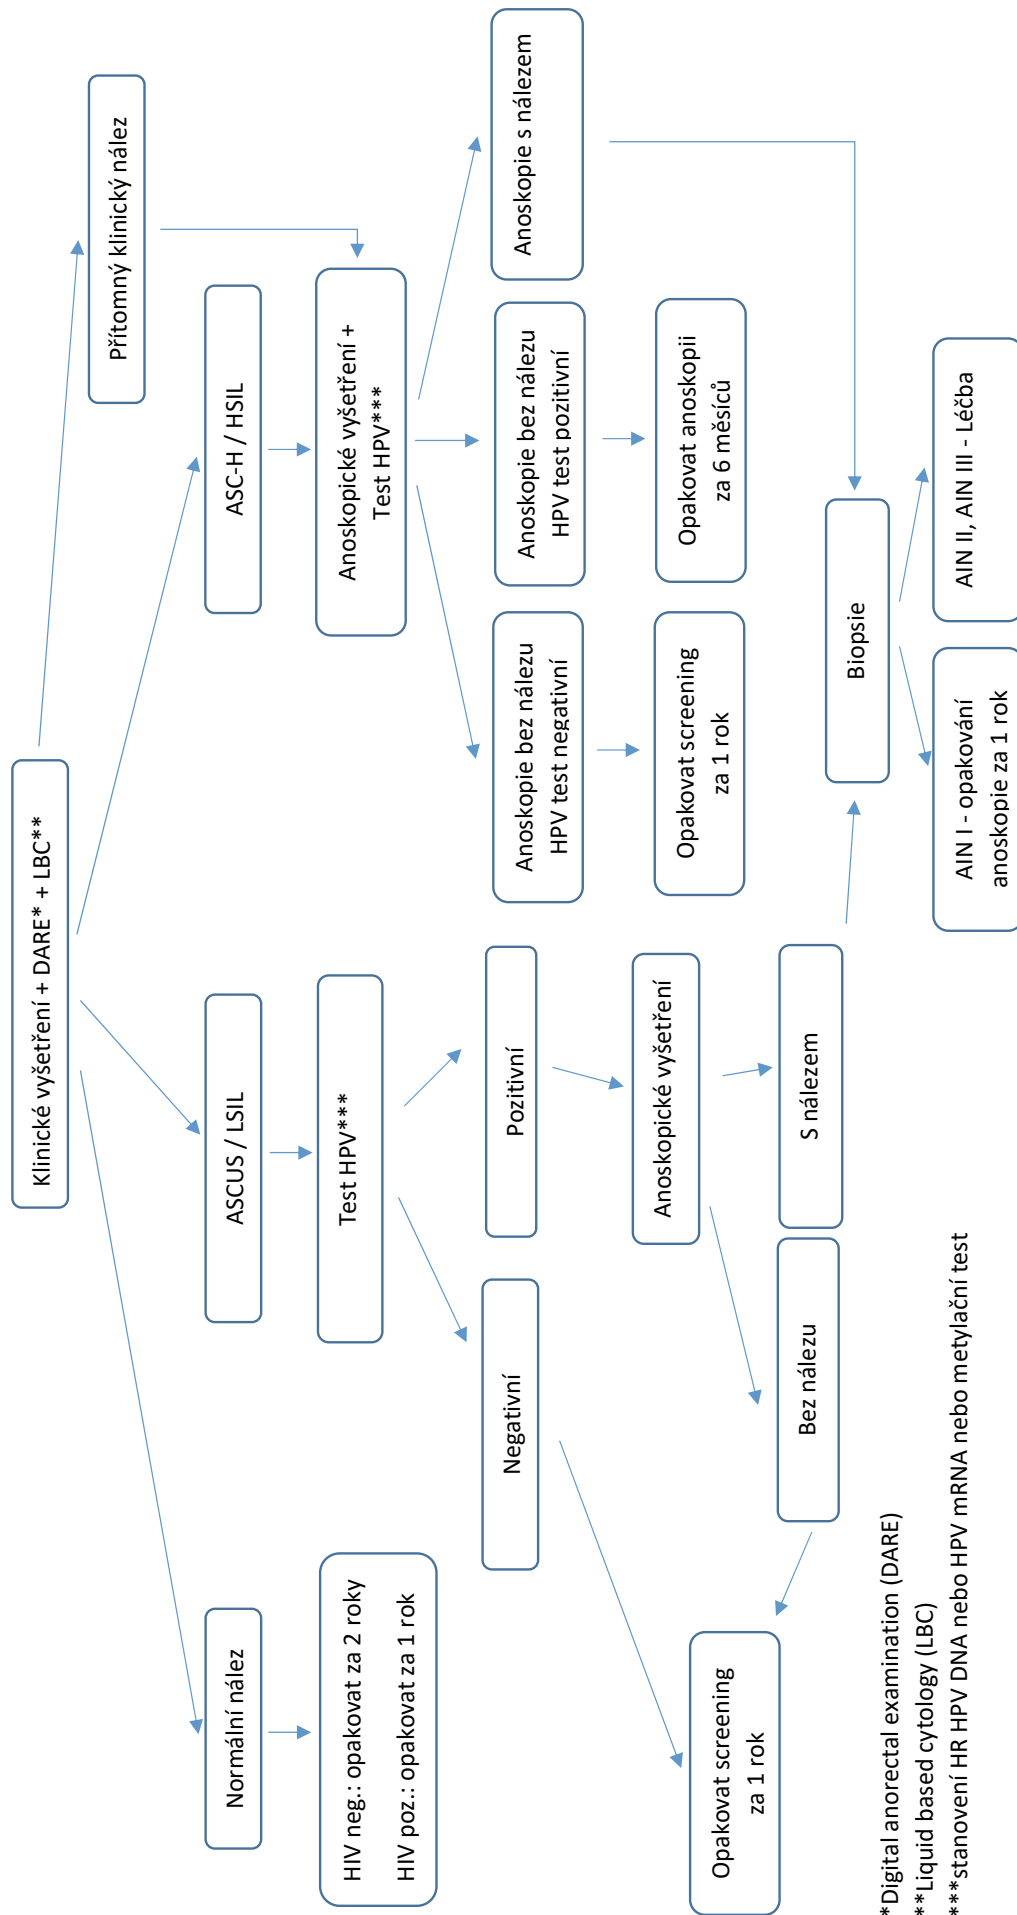 Klinické vyšetření + DARE* + LBC**
Normální nález
ASCUS / LSIL
ASC-H / HSIL
Přítomný klinický nález
HIV neg.: opakovat za 2 roky
HIV poz.: opakovat za 1 rok
Test HPV***
Anoskopické vyšetření +
Test HPV***
Negativní
Pozitivní
Anoskopie bez nálezu
HPV test negativní
Anoskopie bez nálezu
HPV test pozitivní
Anoskopie s nálezem
Opakovat screening
za 1 rok
Anoskopické vyšetření
Opakovat screening
za 1 rok
Opakovat anoskopii
za 6 měsíců
Bez nálezu
S nálezem
Biopsie
AIN I - opakování
anoskopie za 1 rok
AIN II, AIN III - Léčba
*Digital anorectal examination (DARE)
**Liquid based cytology (LBC)
***stanovení HR HPV DNA nebo HPV mRNA nebo metylační test